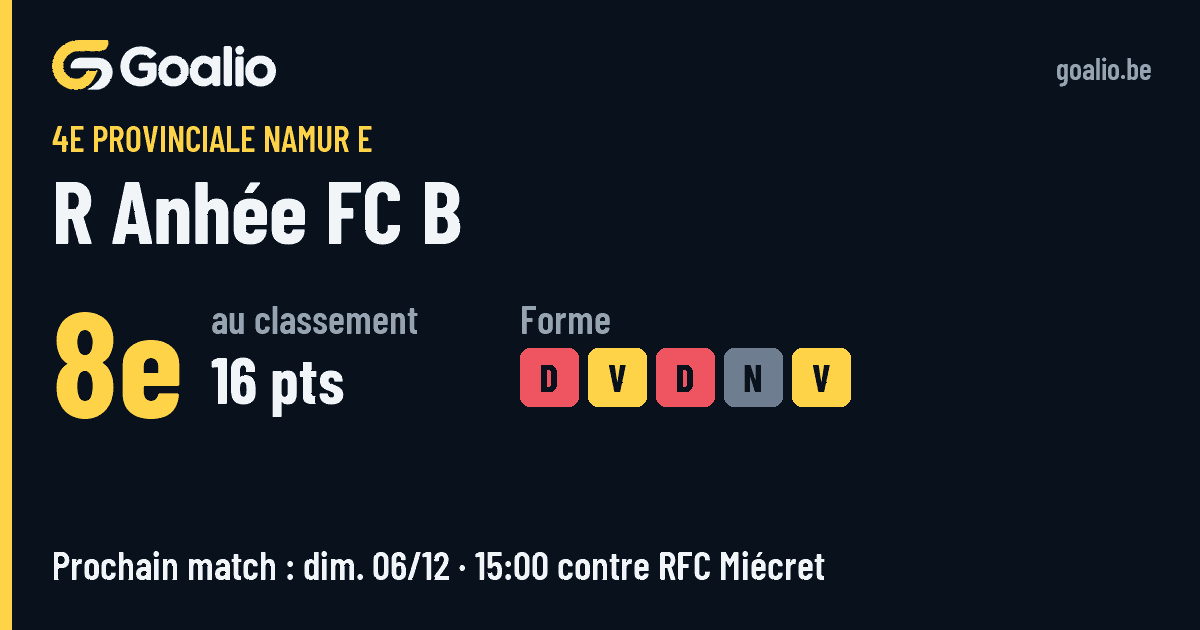 Goalio
goalio.be
4E PROVINCIALE NAMUR E
R Anhée FC B
8e
au classement
16 pts
Forme
D V D N V
Prochain match : dim. 06/12 · 15:00 contre RFC Miécret